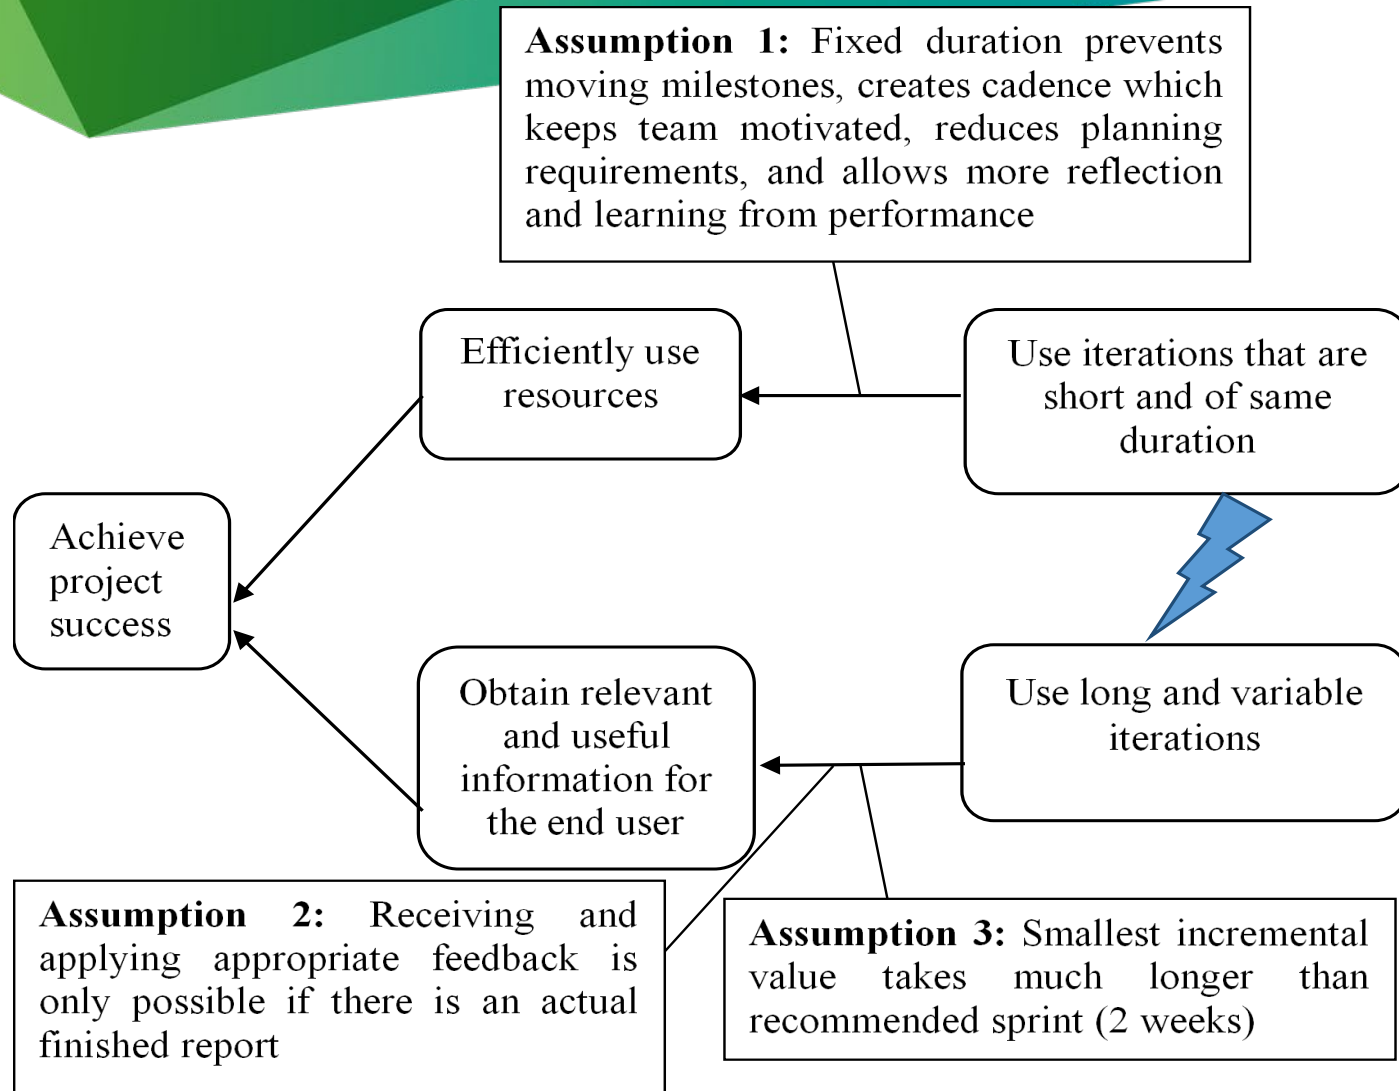 Assumption 1: Fixed duration prevents
moving milestones, creates cadence which
keeps team motivated, reduces planning
requirements, and allows more reflection
and learning from performance
Efficiently use
resources
Use iterations that are
short and of same
duration
Achieve
project
success
Obtain relevant
and useful
information for
the end user
Use long and variable
iterations
Assumption 2: Receiving and
applying appropriate feedback is
only possible if there is an actual
finished report
Assumption 3: Smallest incremental
value takes much longer than
recommended sprint (2 weeks)